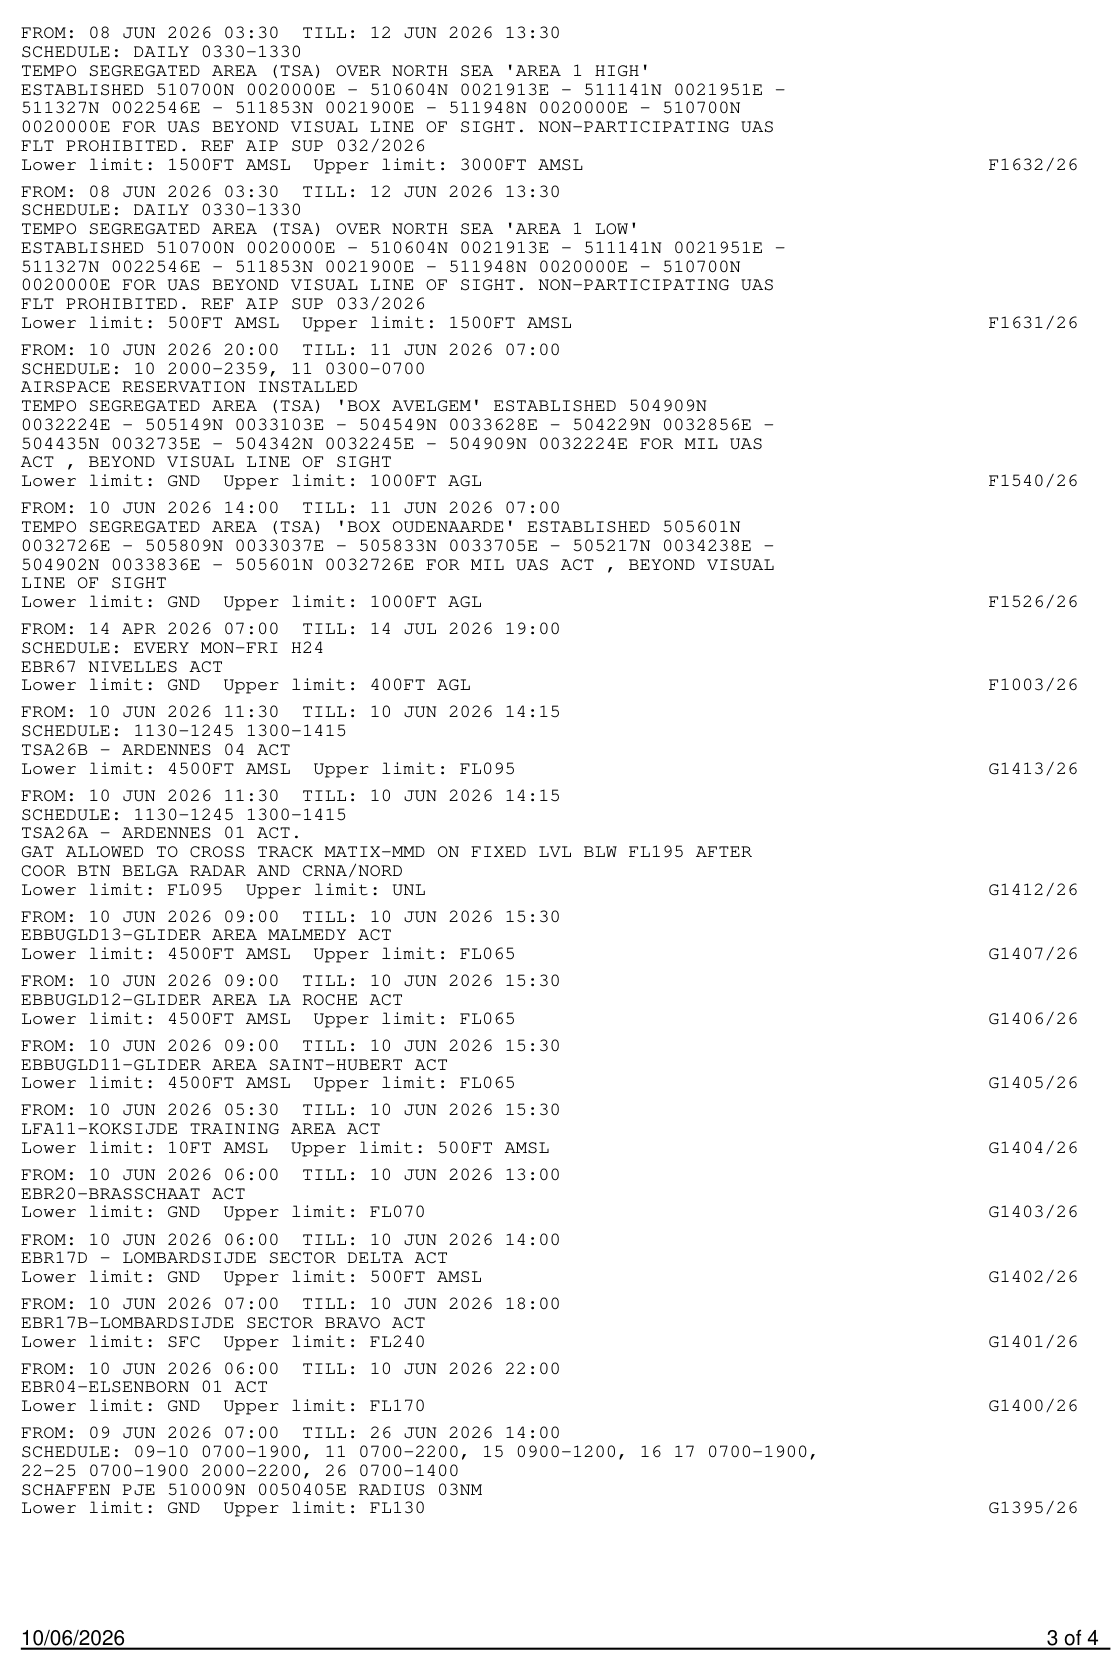 FROM: 08 JUN 2026 03:30  TILL: 12 JUN 2026 13:30
SCHEDULE: DAILY 0330-1330
TEMPO SEGREGATED AREA (TSA) OVER NORTH SEA 'AREA 1 HIGH'
ESTABLISHED 510700N 0020000E - 510604N 0021913E - 511141N 0021951E -
511327N 0022546E - 511853N 0021900E - 511948N 0020000E - 510700N
0020000E FOR UAS BEYOND VISUAL LINE OF SIGHT. NON-PARTICIPATING UAS
FLT PROHIBITED. REF AIP SUP 032/2026
Lower limit: 1500FT AMSL  Upper limit: 3000FT AMSL F1632/26
FROM: 08 JUN 2026 03:30  TILL: 12 JUN 2026 13:30
SCHEDULE: DAILY 0330-1330
TEMPO SEGREGATED AREA (TSA) OVER NORTH SEA 'AREA 1 LOW'
ESTABLISHED 510700N 0020000E - 510604N 0021913E - 511141N 0021951E -
511327N 0022546E - 511853N 0021900E - 511948N 0020000E - 510700N
0020000E FOR UAS BEYOND VISUAL LINE OF SIGHT. NON-PARTICIPATING UAS
FLT PROHIBITED. REF AIP SUP 033/2026
Lower limit: 500FT AMSL  Upper limit: 1500FT AMSL F1631/26
FROM: 10 JUN 2026 20:00  TILL: 11 JUN 2026 07:00
SCHEDULE: 10 2000-2359, 11 0300-0700
AIRSPACE RESERVATION INSTALLED
TEMPO SEGREGATED AREA (TSA) 'BOX AVELGEM' ESTABLISHED 504909N
0032224E - 505149N 0033103E - 504549N 0033628E - 504229N 0032856E -
504435N 0032735E - 504342N 0032245E - 504909N 0032224E FOR MIL UAS
ACT , BEYOND VISUAL LINE OF SIGHT
Lower limit: GND  Upper limit: 1000FT AGL F1540/26
FROM: 10 JUN 2026 14:00  TILL: 11 JUN 2026 07:00
TEMPO SEGREGATED AREA (TSA) 'BOX OUDENAARDE' ESTABLISHED 505601N
0032726E - 505809N 0033037E - 505833N 0033705E - 505217N 0034238E -
504902N 0033836E - 505601N 0032726E FOR MIL UAS ACT , BEYOND VISUAL
LINE OF SIGHT
Lower limit: GND  Upper limit: 1000FT AGL F1526/26
FROM: 14 APR 2026 07:00  TILL: 14 JUL 2026 19:00
SCHEDULE: EVERY MON-FRI H24
EBR67 NIVELLES ACT
Lower limit: GND  Upper limit: 400FT AGL F1003/26
FROM: 10 JUN 2026 11:30  TILL: 10 JUN 2026 14:15
SCHEDULE: 1130-1245 1300-1415
TSA26B - ARDENNES 04 ACT
Lower limit: 4500FT AMSL  Upper limit: FL095 G1413/26
FROM: 10 JUN 2026 11:30  TILL: 10 JUN 2026 14:15
SCHEDULE: 1130-1245 1300-1415
TSA26A - ARDENNES 01 ACT.
GAT ALLOWED TO CROSS TRACK MATIX-MMD ON FIXED LVL BLW FL195 AFTER
COOR BTN BELGA RADAR AND CRNA/NORD
Lower limit: FL095  Upper limit: UNL G1412/26
FROM: 10 JUN 2026 09:00  TILL: 10 JUN 2026 15:30
EBBUGLD13-GLIDER AREA MALMEDY ACT
Lower limit: 4500FT AMSL  Upper limit: FL065 G1407/26
FROM: 10 JUN 2026 09:00  TILL: 10 JUN 2026 15:30
EBBUGLD12-GLIDER AREA LA ROCHE ACT
Lower limit: 4500FT AMSL  Upper limit: FL065 G1406/26
FROM: 10 JUN 2026 09:00  TILL: 10 JUN 2026 15:30
EBBUGLD11-GLIDER AREA SAINT-HUBERT ACT
Lower limit: 4500FT AMSL  Upper limit: FL065 G1405/26
FROM: 10 JUN 2026 05:30  TILL: 10 JUN 2026 15:30
LFA11-KOKSIJDE TRAINING AREA ACT
Lower limit: 10FT AMSL  Upper limit: 500FT AMSL G1404/26
FROM: 10 JUN 2026 06:00  TILL: 10 JUN 2026 13:00
EBR20-BRASSCHAAT ACT
Lower limit: GND  Upper limit: FL070 G1403/26
FROM: 10 JUN 2026 06:00  TILL: 10 JUN 2026 14:00
EBR17D - LOMBARDSIJDE SECTOR DELTA ACT
Lower limit: GND  Upper limit: 500FT AMSL G1402/26
FROM: 10 JUN 2026 07:00  TILL: 10 JUN 2026 18:00
EBR17B-LOMBARDSIJDE SECTOR BRAVO ACT
Lower limit: SFC  Upper limit: FL240 G1401/26
FROM: 10 JUN 2026 06:00  TILL: 10 JUN 2026 22:00
EBR04-ELSENBORN 01 ACT
Lower limit: GND  Upper limit: FL170 G1400/26
FROM: 09 JUN 2026 07:00  TILL: 26 JUN 2026 14:00
SCHEDULE: 09-10 0700-1900, 11 0700-2200, 15 0900-1200, 16 17 0700-1900,
22-25 0700-1900 2000-2200, 26 0700-1400
SCHAFFEN PJE 510009N 0050405E RADIUS 03NM
Lower limit: GND  Upper limit: FL130 G1395/26
10/06/2026 3 of 4